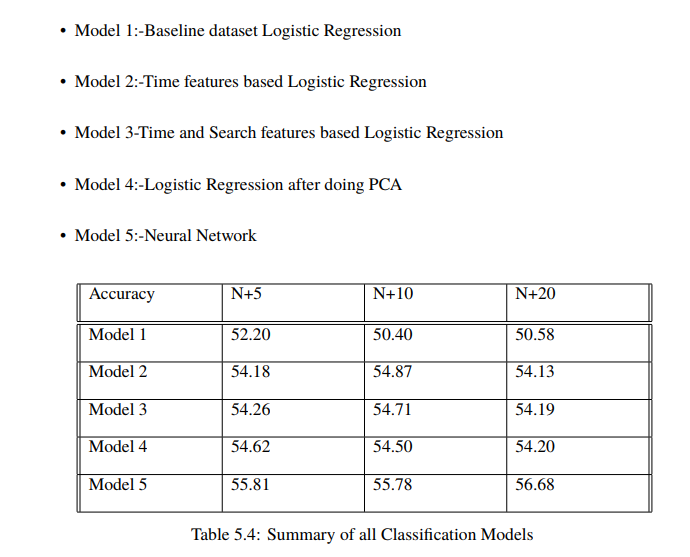 • Model 1:-Baseline dataset Logistic Regression
• Model 2:-Time features based Logistic Regression
• Model 3-Time and Search features based Logistic Regression
• Model 4:-Logistic Regression after doing PCA
• Model 5:-Neural Network
Accuracy N+5 N+10 N+20
Model 1 52.20 50.40 50.58
Model 2 54.18 54.87 54.13
Model 3 54.26 54.71 54.19
Model 4 54.62 54.50 54.20
Model 5 55.81 55.78 56.68
Table 5.4: Summary of all Classification Models